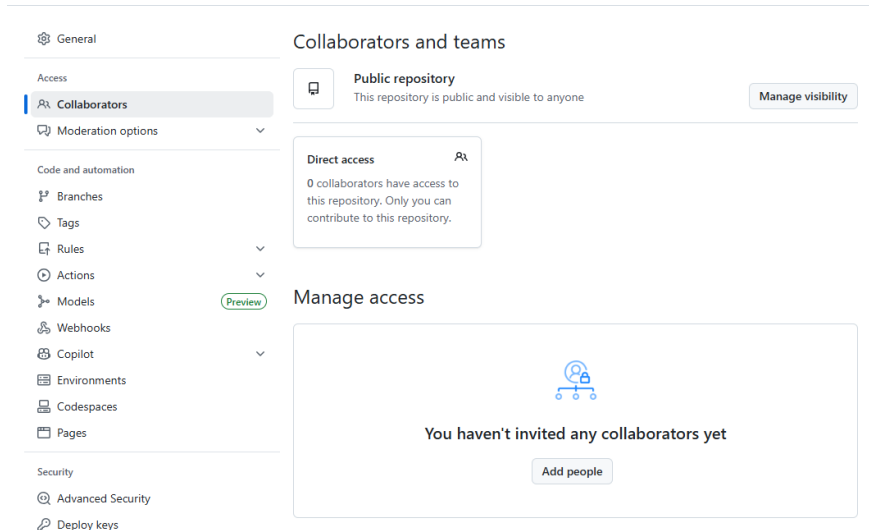 General
Access
Collaborators
Moderation options
Code and automation
Branches
Tags
Rules
Actions
Models
Preview
Webhooks
Copilot
Environments
Codespaces
Pages
Security
Advanced Security
Deploy keys
Collaborators and teams
Public repository
This repository is public and visible to anyone
Manage visibility
Direct access
0 collaborators have access to
this repository. Only you can
contribute to this repository.
Manage access
You haven't invited any collaborators yet
Add people